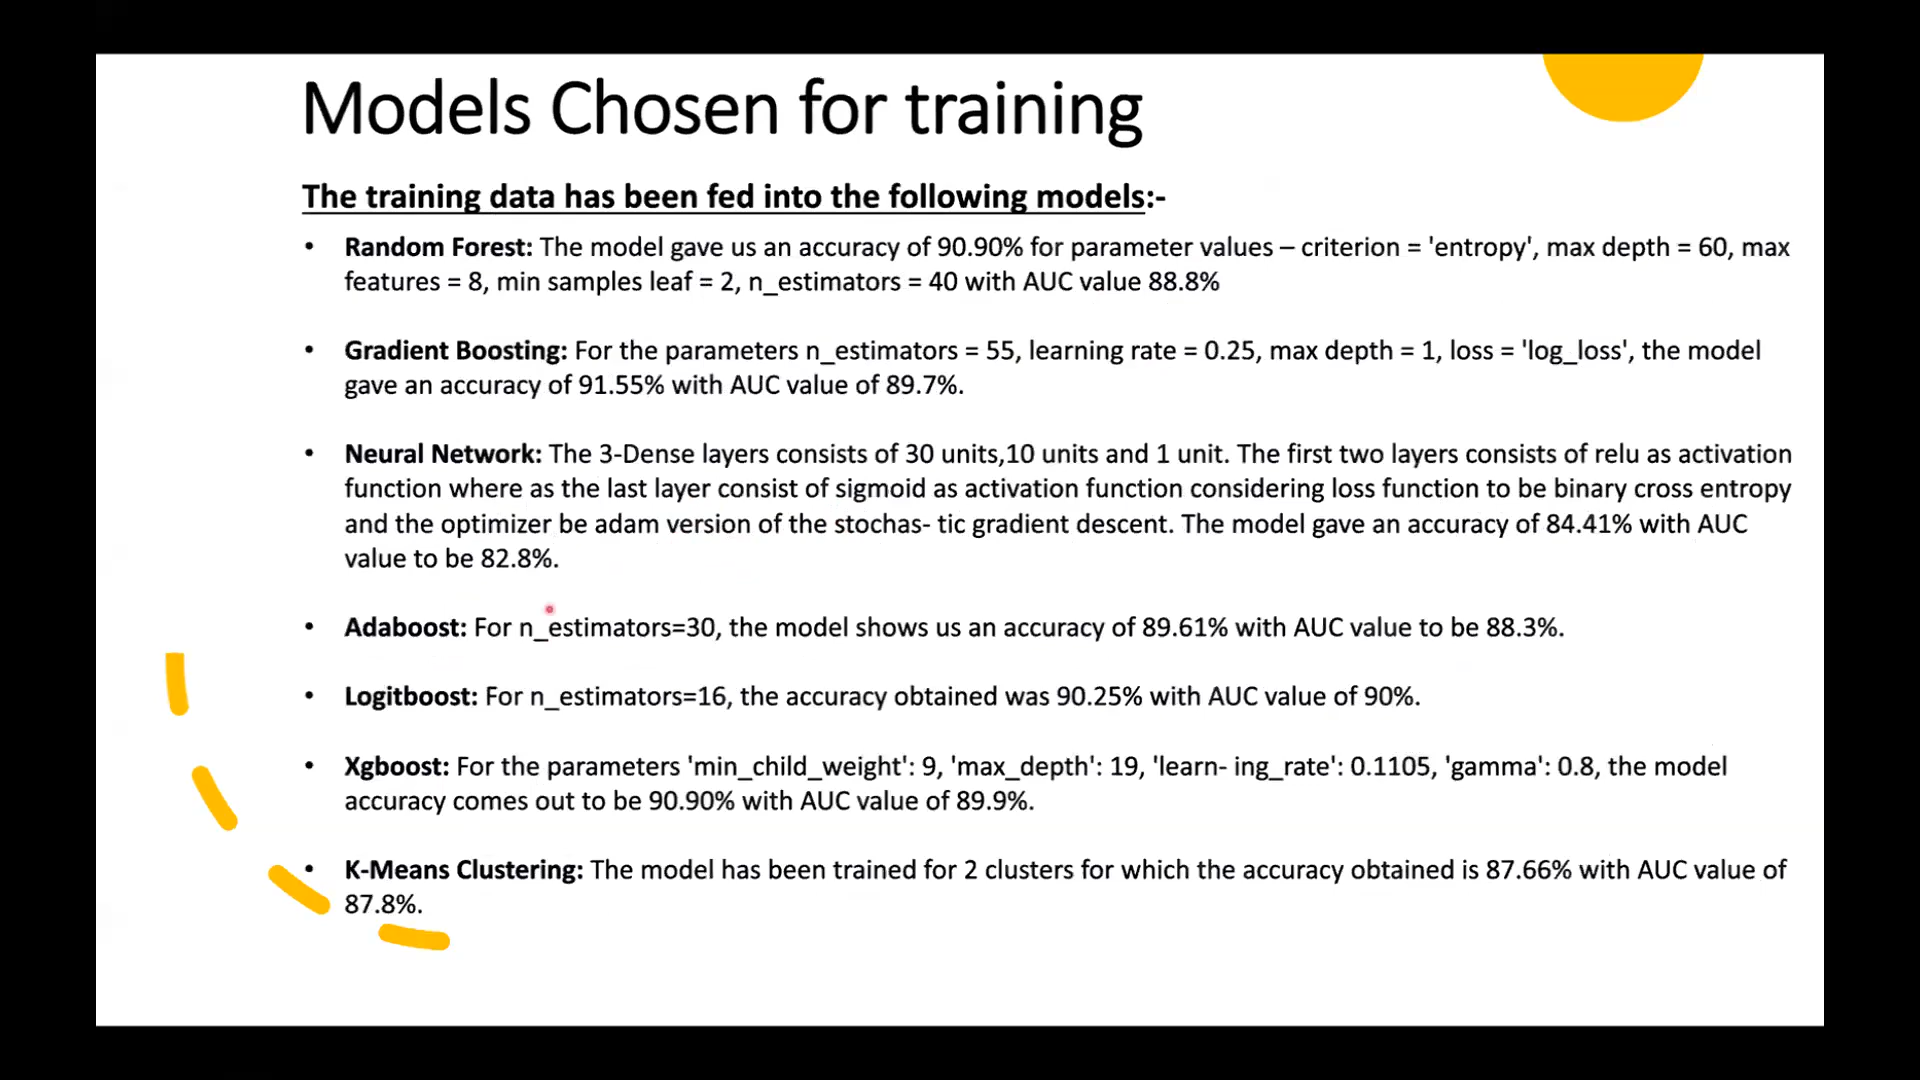 Models Chosen for training
The training data has been fed into the following models:-
• Random Forest: The model gave us an accuracy of 90.90% for parameter values – criterion = 'entropy', max depth = 60, max
features = 8, min samples leaf = 2, n_estimators = 40 with AUC value 88.8%
• Gradient Boosting: For the parameters n_estimators = 55, learning rate = 0.25, max depth = 1, loss = 'log_loss', the model
gave an accuracy of 91.55% with AUC value of 89.7%.
• Neural Network: The 3-Dense layers consists of 30 units,10 units and 1 unit. The first two layers consists of relu as activation
function where as the last layer consist of sigmoid as activation function considering loss function to be binary cross entropy
and the optimizer be adam version of the stochas- tic gradient descent. The model gave an accuracy of 84.41% with AUC
value to be 82.8%.
• Adaboost: For n_estimators=30, the model shows us an accuracy of 89.61% with AUC value to be 88.3%.
• Logitboost: For n_estimators=16, the accuracy obtained was 90.25% with AUC value of 90%.
• Xgboost: For the parameters 'min_child_weight': 9, 'max_depth': 19, 'learn- ing_rate': 0.1105, 'gamma': 0.8, the model
accuracy comes out to be 90.90% with AUC value of 89.9%.
• K-Means Clustering: The model has been trained for 2 clusters for which the accuracy obtained is 87.66% with AUC value of
87.8%.